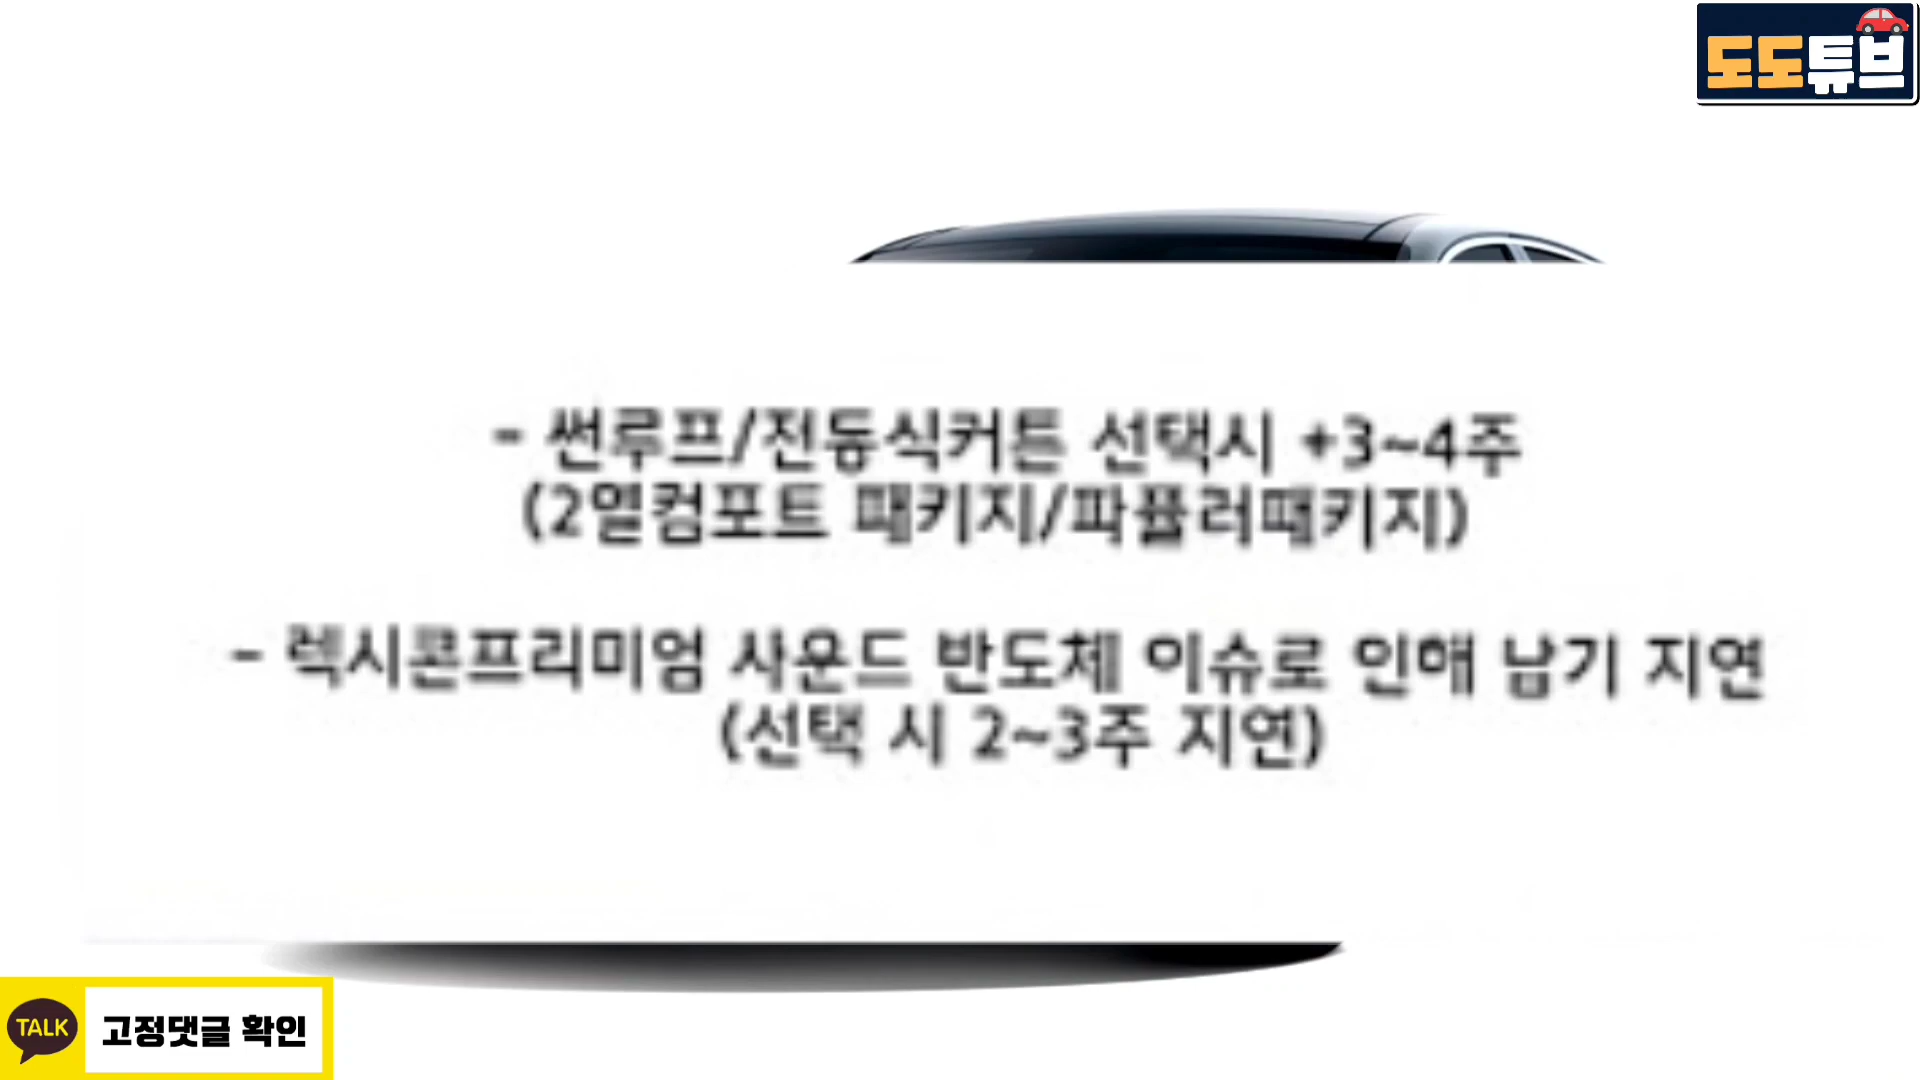 도도튜브
- 썬루프/전동식커튼 선택시 +3~4주
(2열컴포트 패키지/파퓰러패키지)
- 렉시콘프리미엄 사운드 반도체 이슈로 인해 납기 지연
(선택 시 2~3주 지연)
TALK 고정댓글 확인